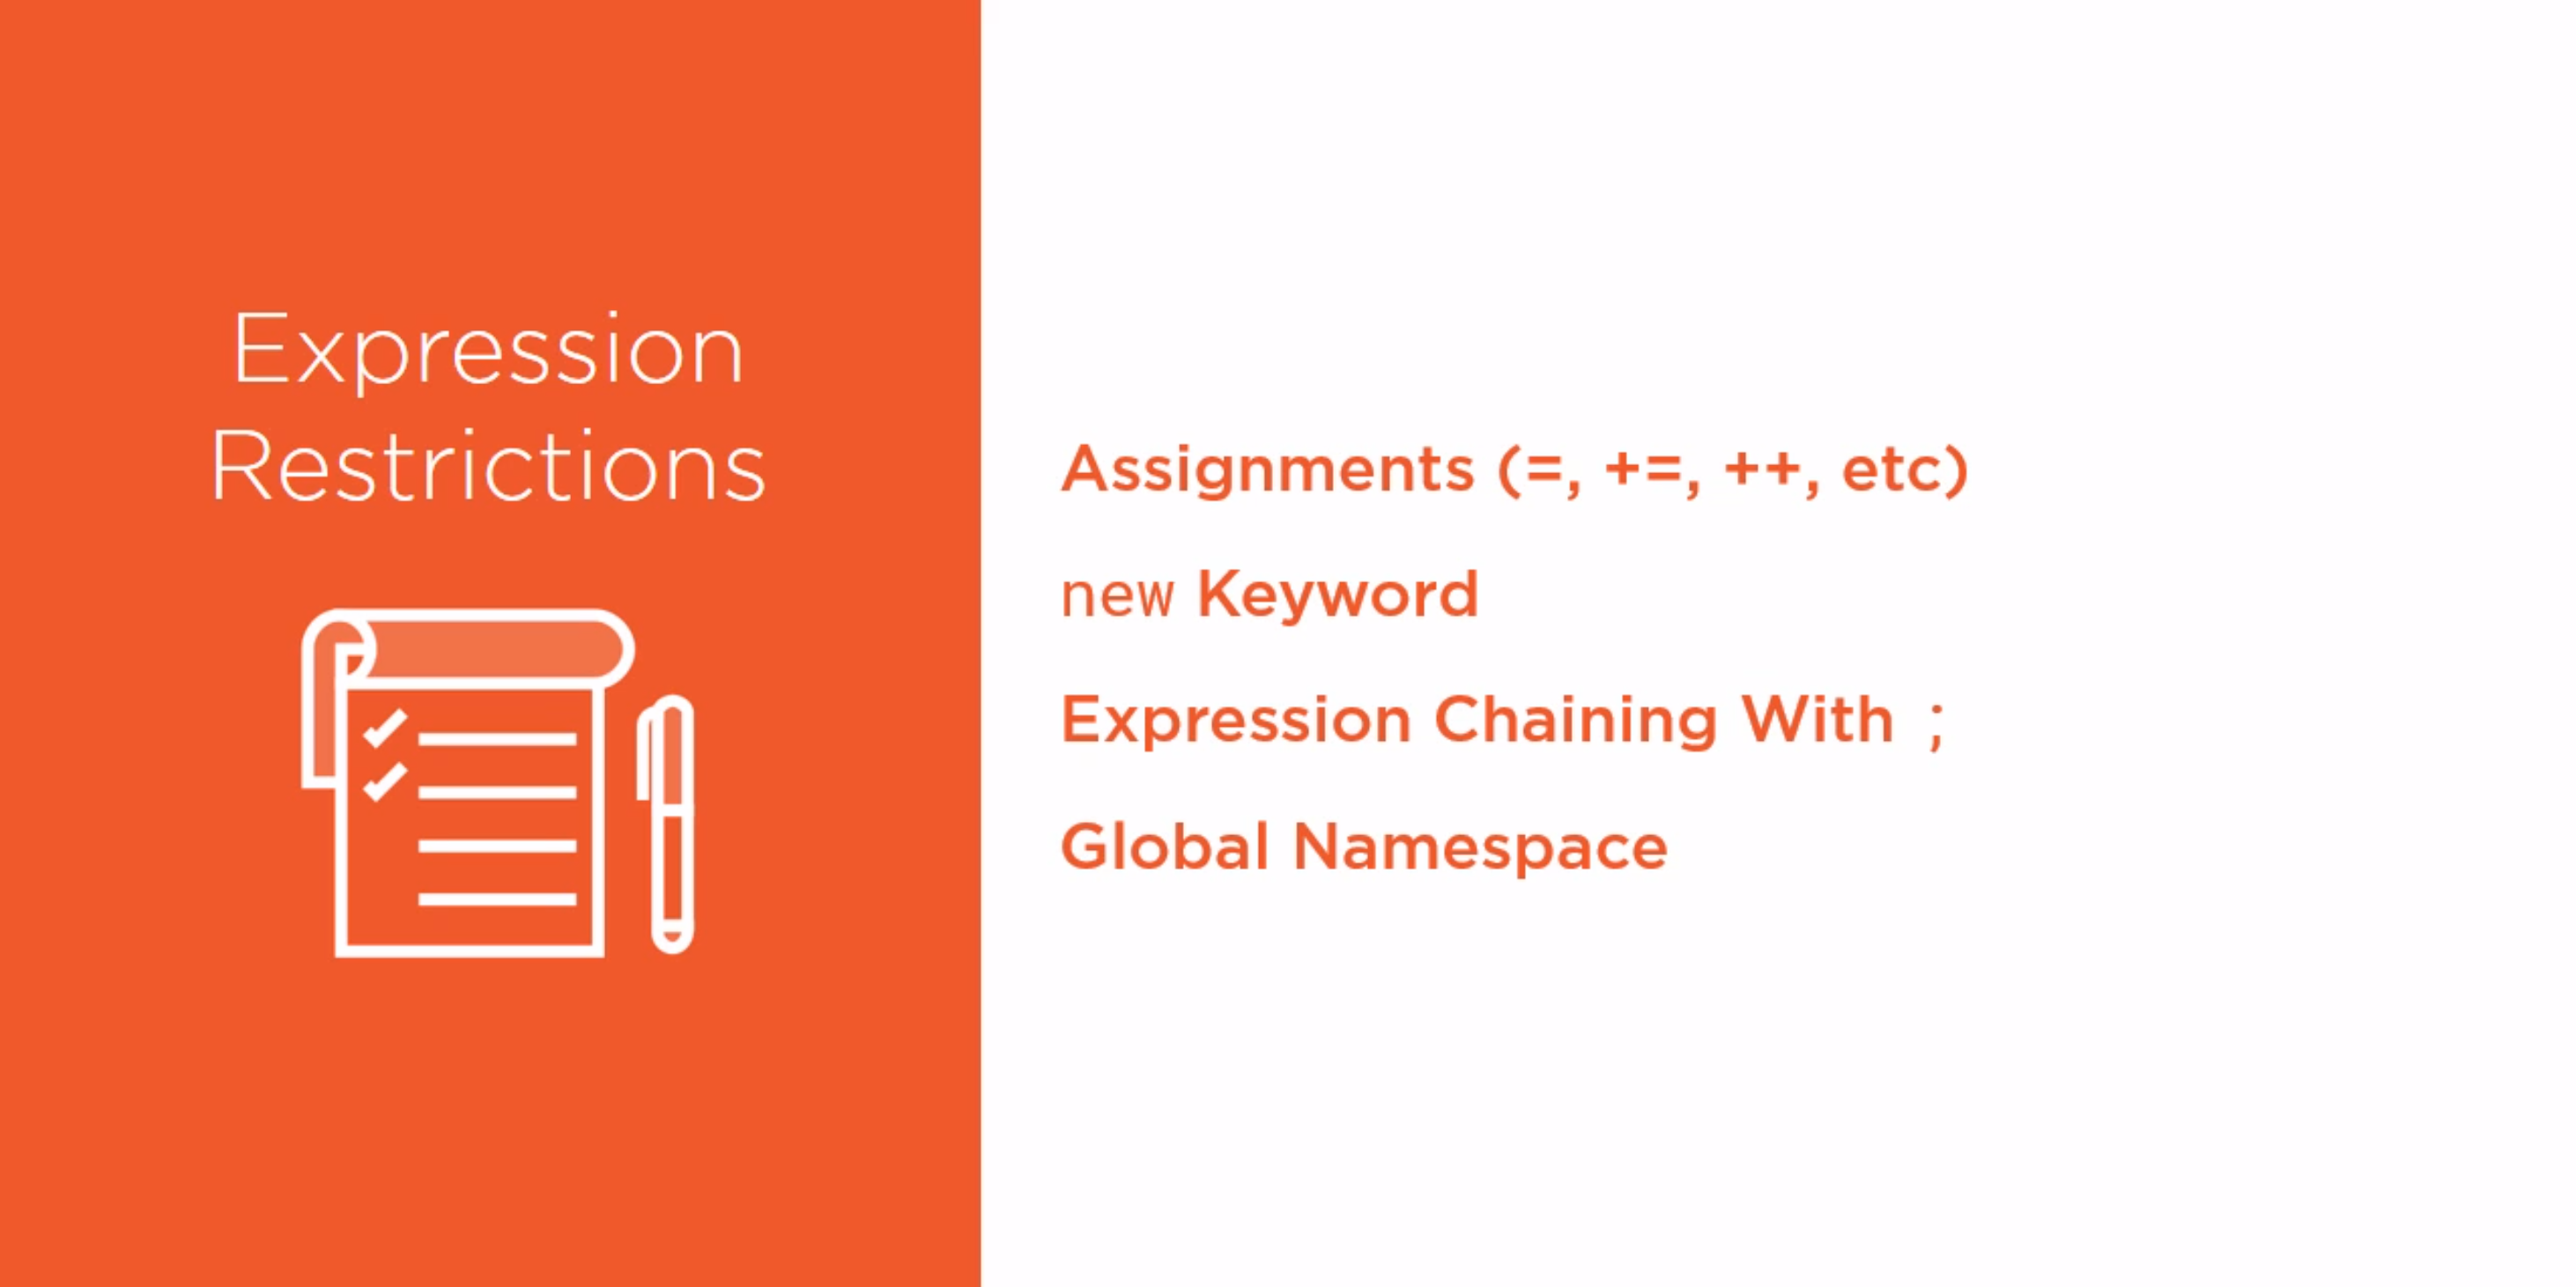 Expression
Restrictions
Assignments (=, +=, ++, etc)
new Keyword
Expression Chaining With ;
Global Namespace